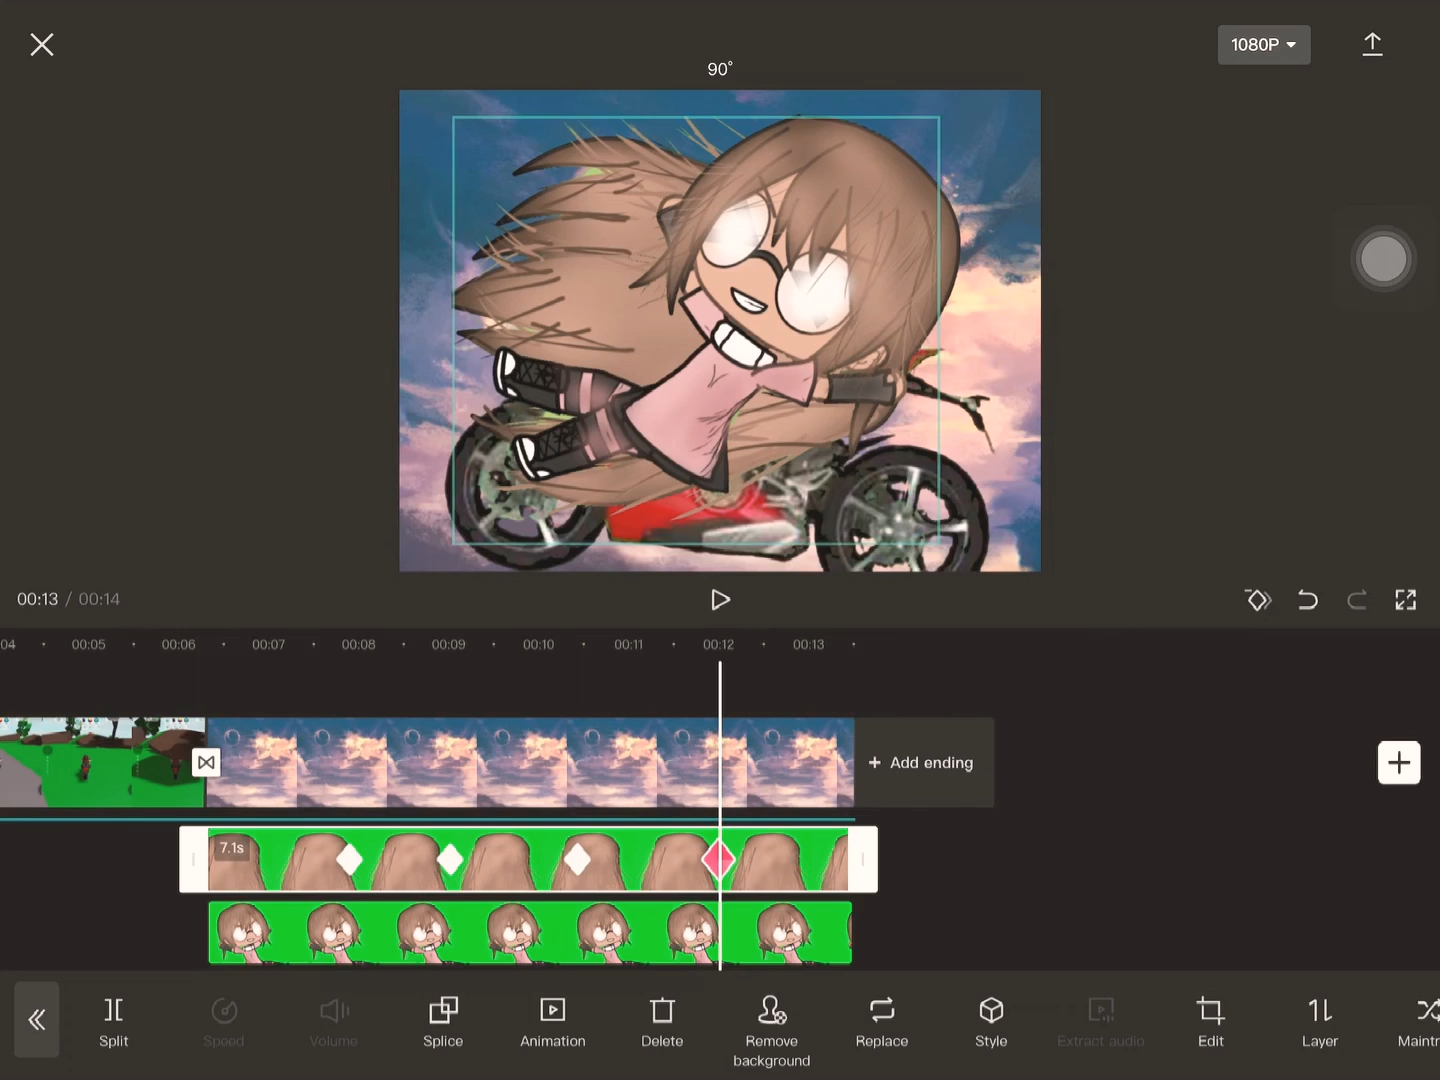 1080P
90°
00:13 / 00:14
04 00:05 00:06 00:07 00:08 00:09 00:10 00:11 00:12 00:13
+ Add ending
7.1s
Split
Speed
Volume
Splice
Animation
Delete
Remove background
Replace
Style
Extract audio
Edit
Layer
Maintr